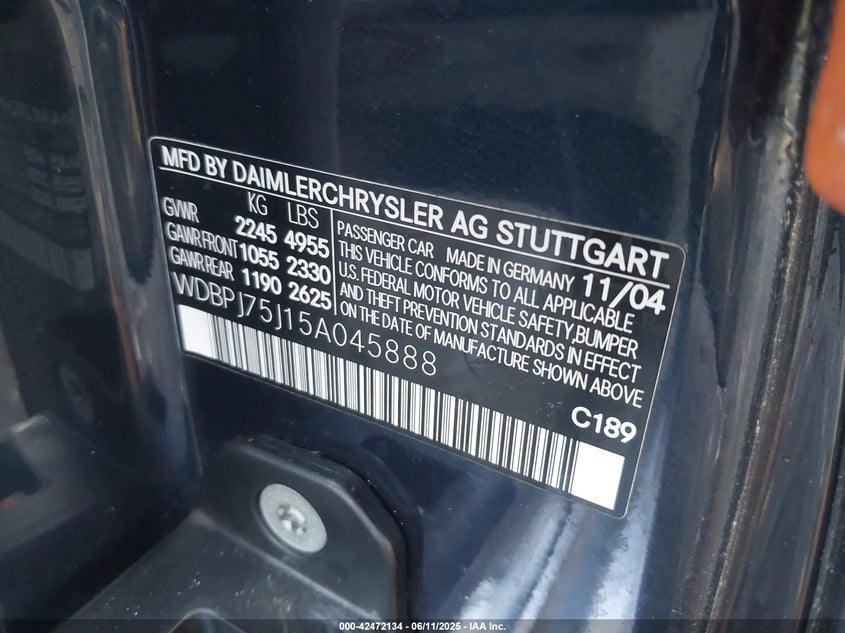 MFD BY DAIMLERCHRYSLER AG STUTTGART
KG LBS
GVWR 2245 4955
GAWR FRONT 1055 2330
GAWR REAR 1190 2625
PASSENGER CAR MADE IN GERMANY 11/04
THIS VEHICLE CONFORMS TO ALL APPLICABLE
U.S. FEDERAL MOTOR VEHICLE SAFETY, BUMPER
AND THEFT PREVENTION STANDARDS IN EFFECT
ON THE DATE OF MANUFACTURE SHOWN ABOVE
WDBPJ75J15A045888
C189
000-42472134 - 06/11/2025 - IAA Inc.